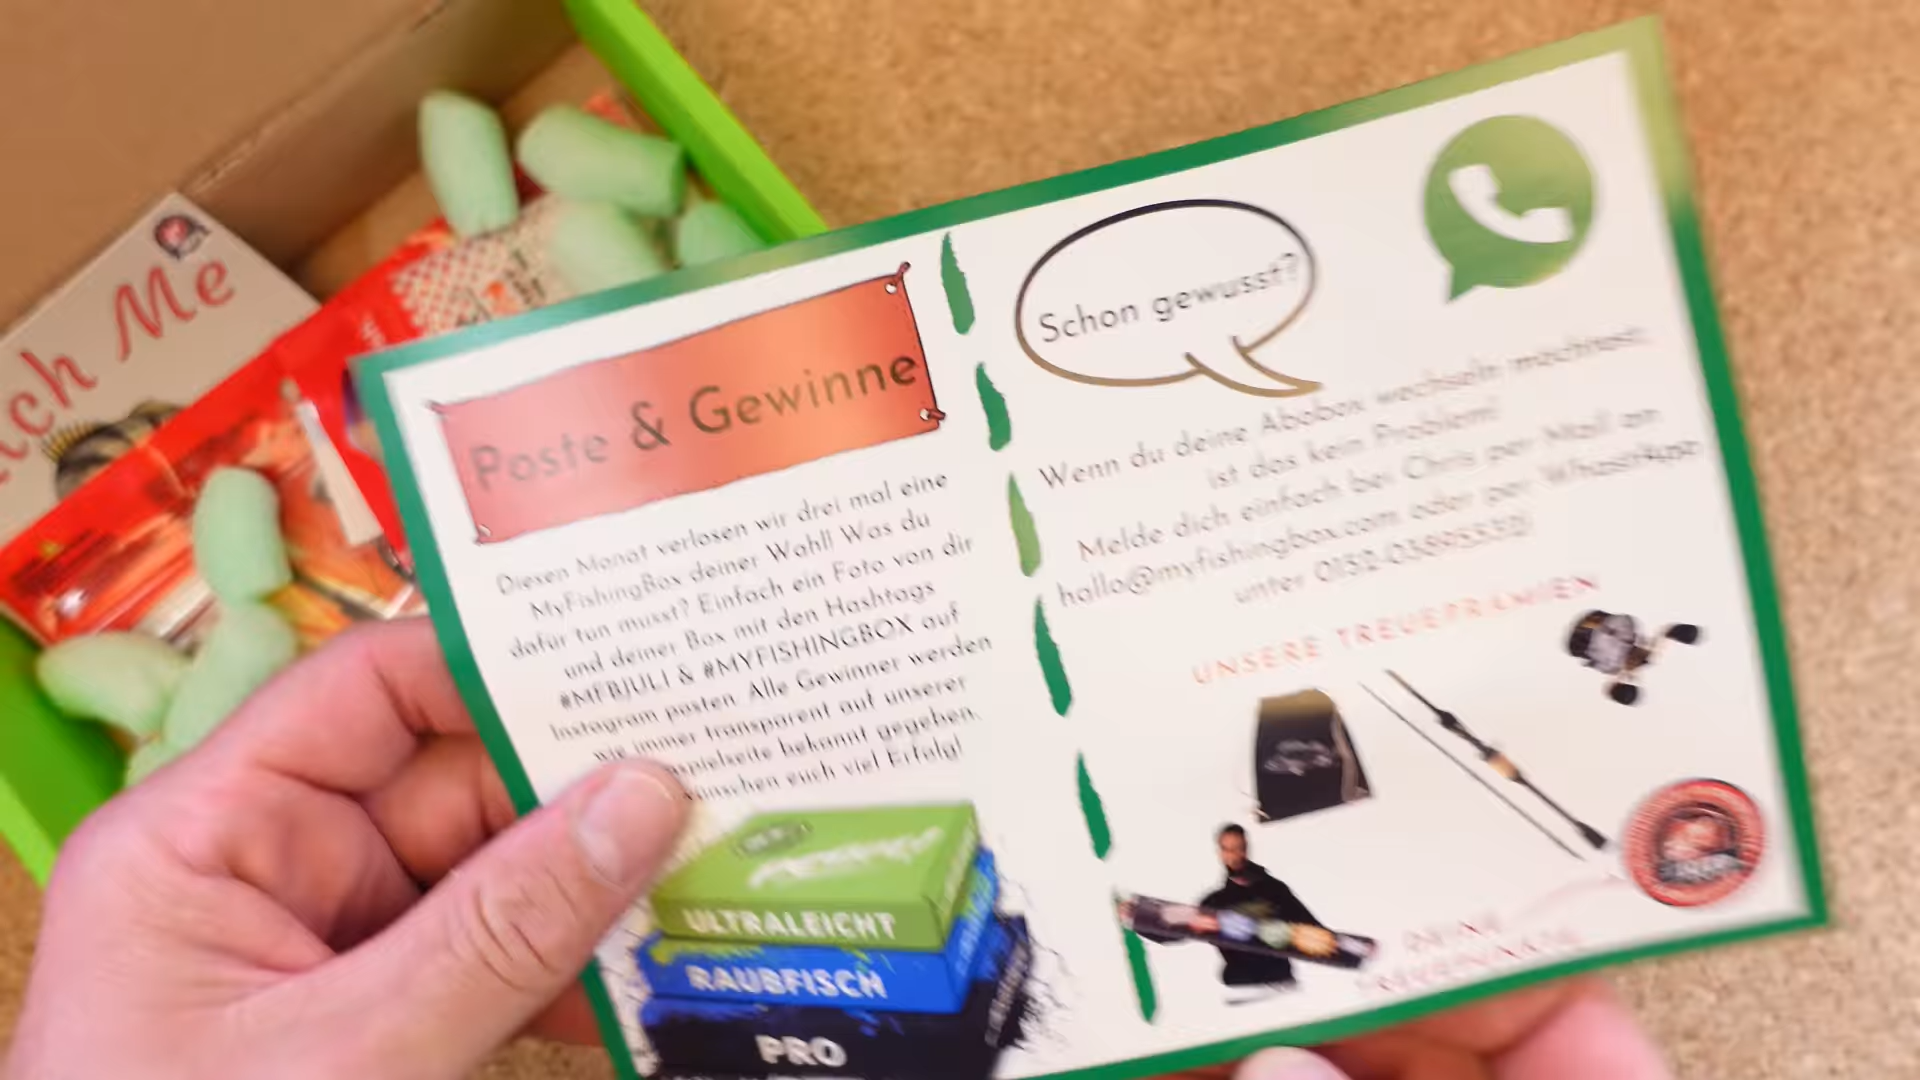 ch Me
Poste & Gewinne
Diesen Monat verlosen wir drei mal eine
MyFishingBox deiner Wahl! Was du
dafür tun musst? Einfach ein Foto von dir
und deiner Box mit den Hashtags
#MFBJULI & #MYFISHINGBOX auf
Instagram posten. Alle Gewinner werden
wie immer transparent auf unserer
spielseite bekannt gegeben.
wünschen euch viel Erfolg!
ULTRALEICHT
RAUBFISCH
PRO
Schon gewusst?
Wenn du deine Abobox wechseln möchtest:
ist das kein Problem!
Melde dich einfach bei Chris per Mail an
hallo@myfishingbox.com oder per
unter
UNSERE TREUEPRÄMIEN
DEINE